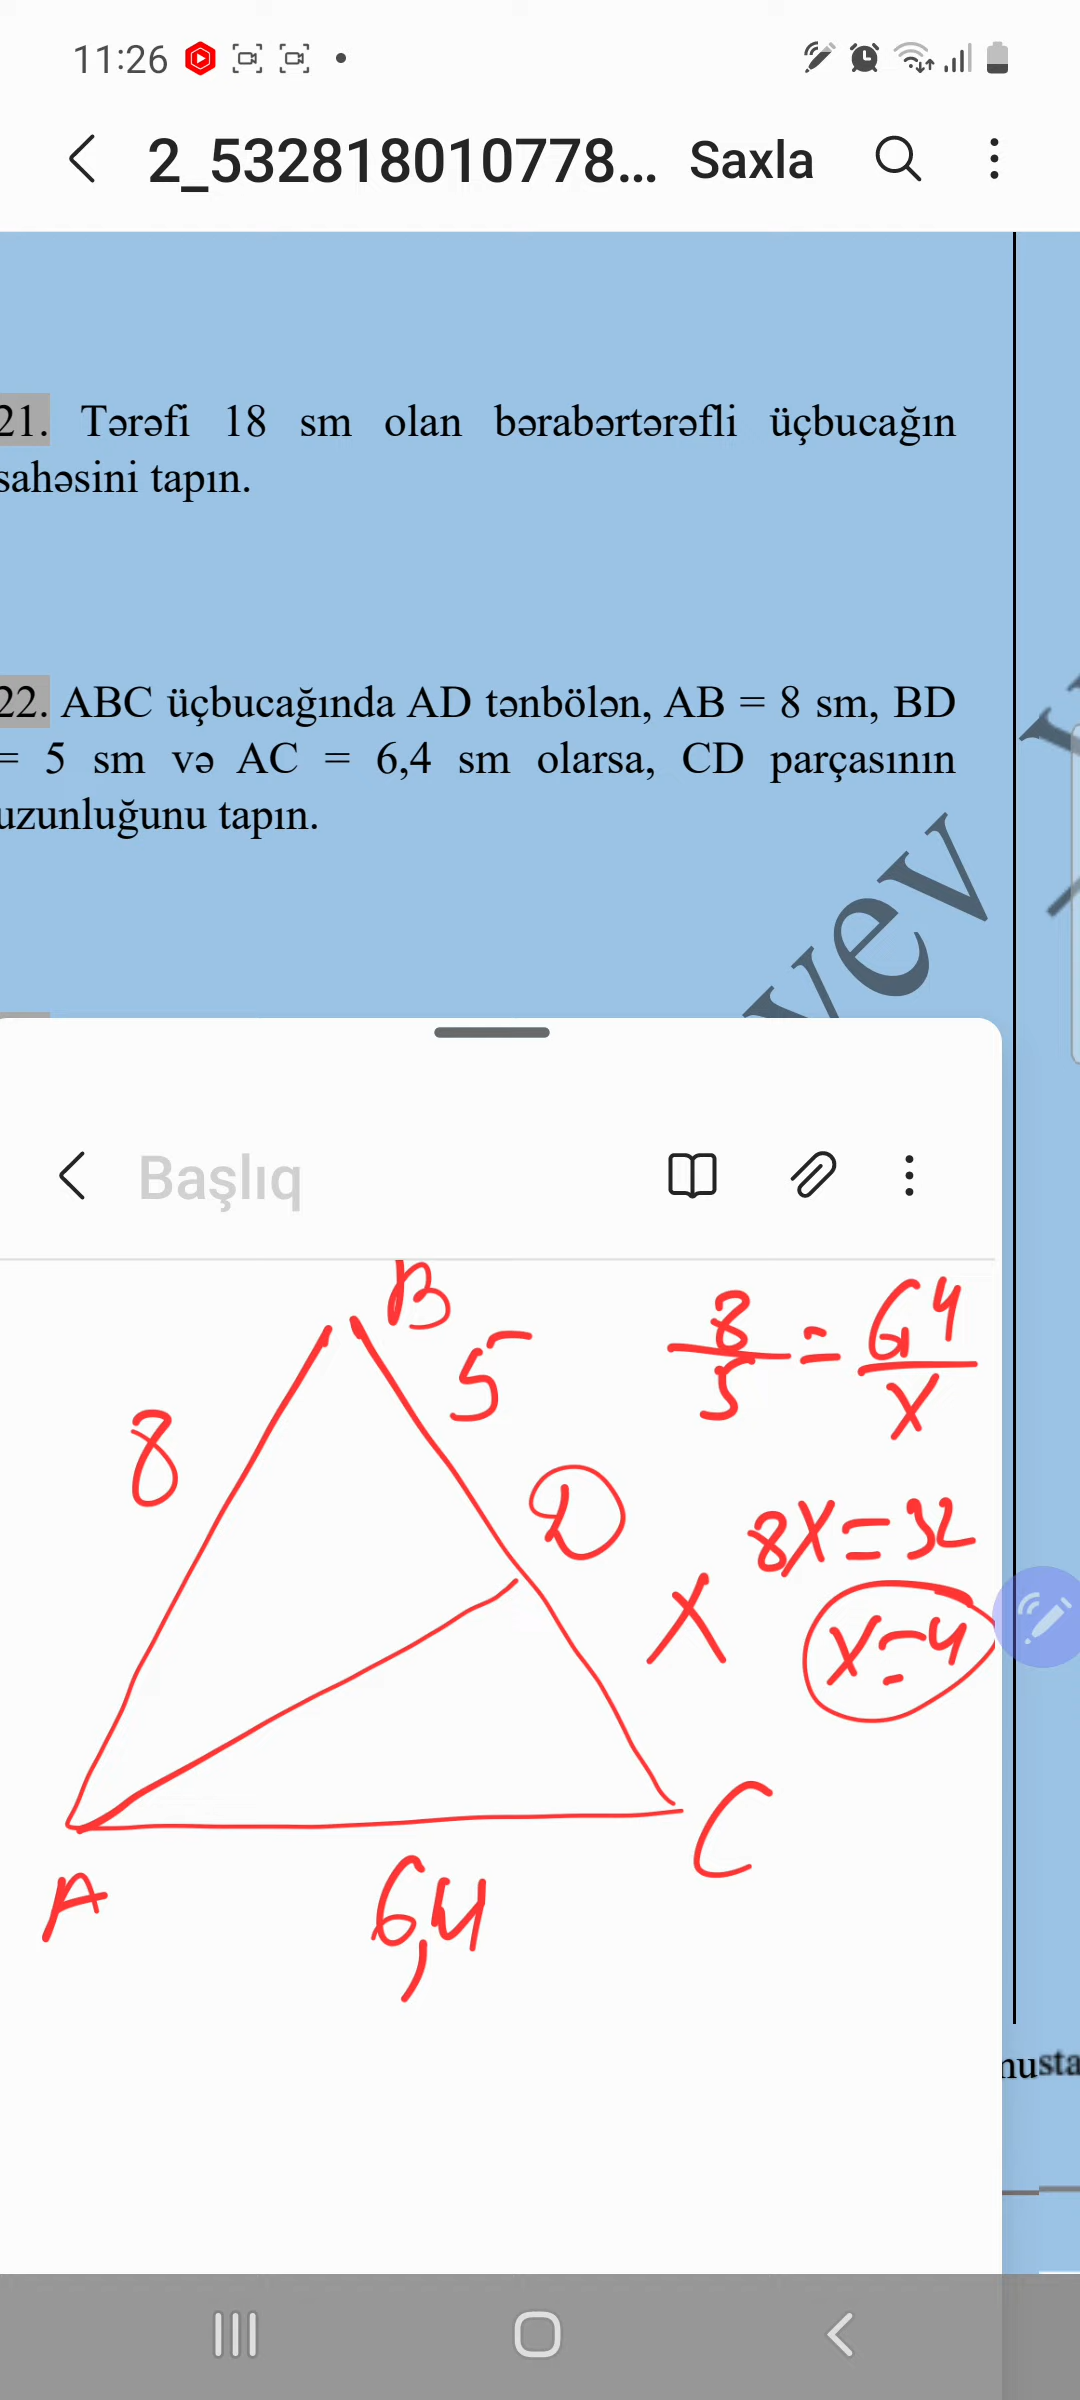 11:26
2_532818010778... Saxla
21. Tərəfi 18 sm olan bərabərtərəfli üçbucağın
sahəsini tapın.
22. ABC üçbucağında AD tənbölən, AB = 8 sm, BD
= 5 sm və AC = 6,4 sm olarsa, CD parçasının
uzunluğunu tapın.
yev
Başlıq
B
5
8
D
X
C
A
6,4
8/5 = 64/X
8X=32
X=4